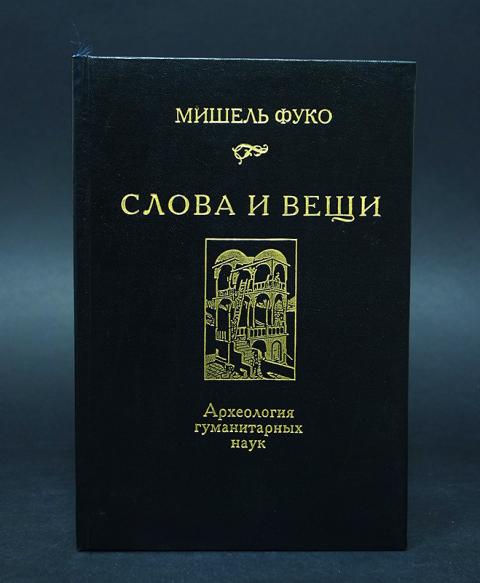 МИШЕЛЬ ФУКО
СЛОВА И ВЕЩИ
Археология
гуманитарных
наук